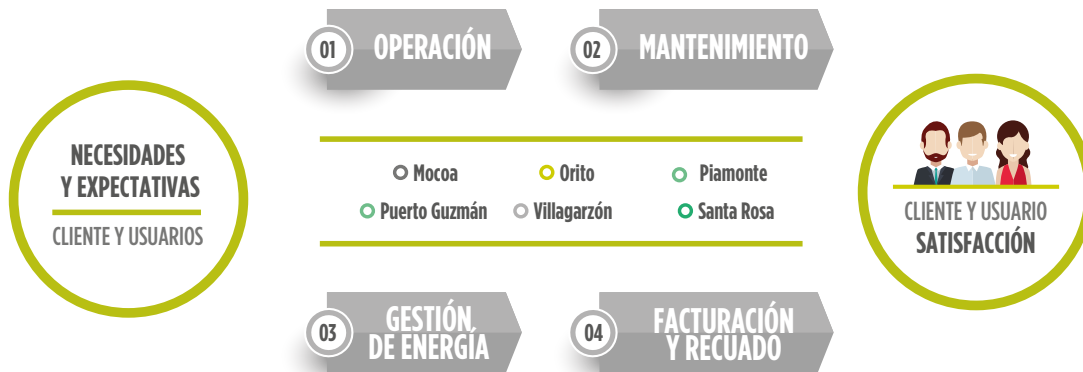 01 OPERACIÓN
02 MANTENIMIENTO
NECESIDADES
Y EXPECTATIVAS
CLIENTE Y USUARIOS
Mocoa Orito Piamonte
Puerto Guzmán Villagarzón Santa Rosa
CLIENTE Y USUARIO
SATISFACCIÓN
03 GESTIÓN
DE ENERGÍA
04 FACTURACIÓN
Y RECUADO